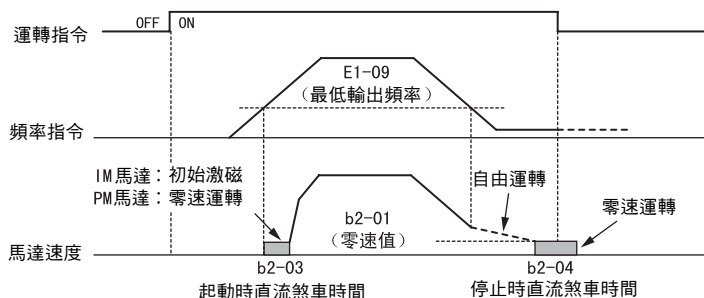 OFF
ON
運轉指令
E1-09
（最低輸出頻率）
頻率指令
IM馬達：初始激磁
PM馬達：零速運轉
自由運轉
b2-01
（零速值）
零速運轉
馬達速度
b2-03
b2-04
起動時直流煞車時間
停止時直流煞車時間